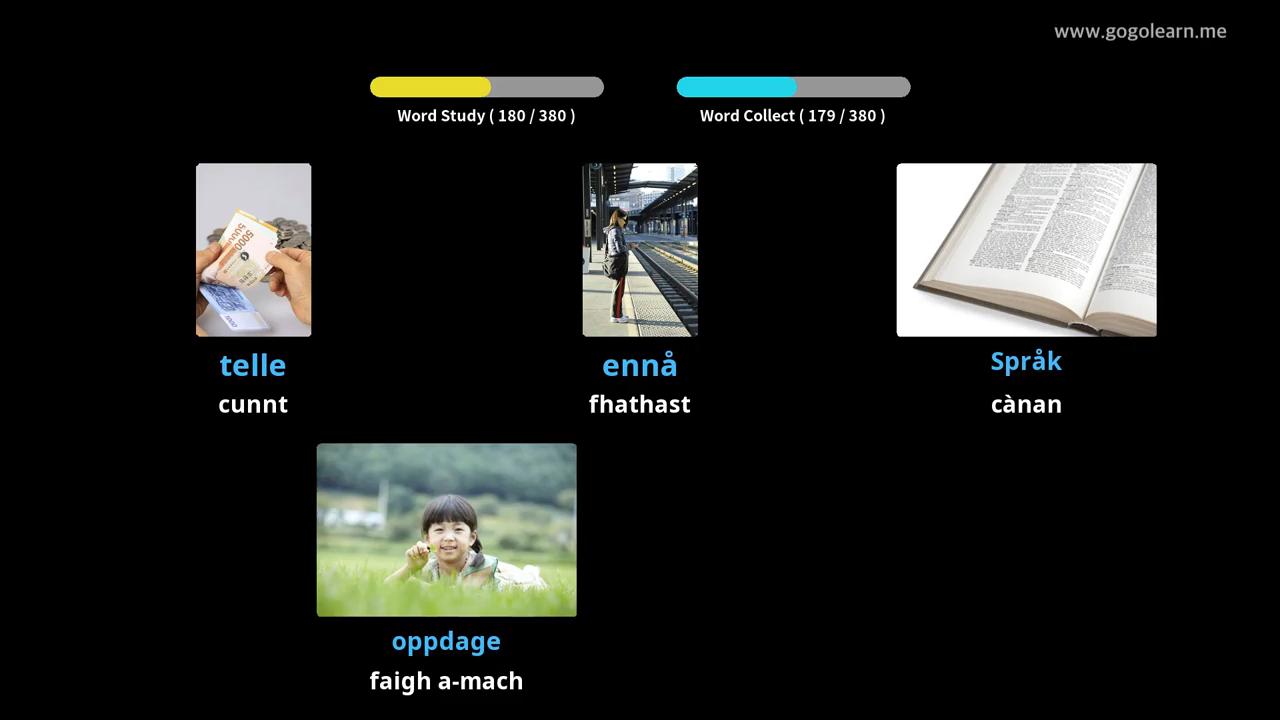 www.gogolearn.me
Word Study ( 180 / 380 )
Word Collect ( 179 / 380 )
telle
cunnt
ennå
fhathast
Språk
cànan
oppdage
faigh a-mach